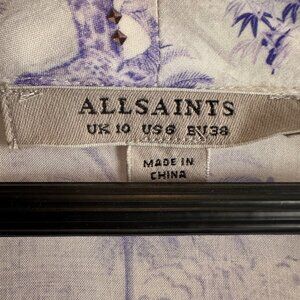 ALLSAINTS
UK 10 US 6 EU 38
MADE IN
CHINA